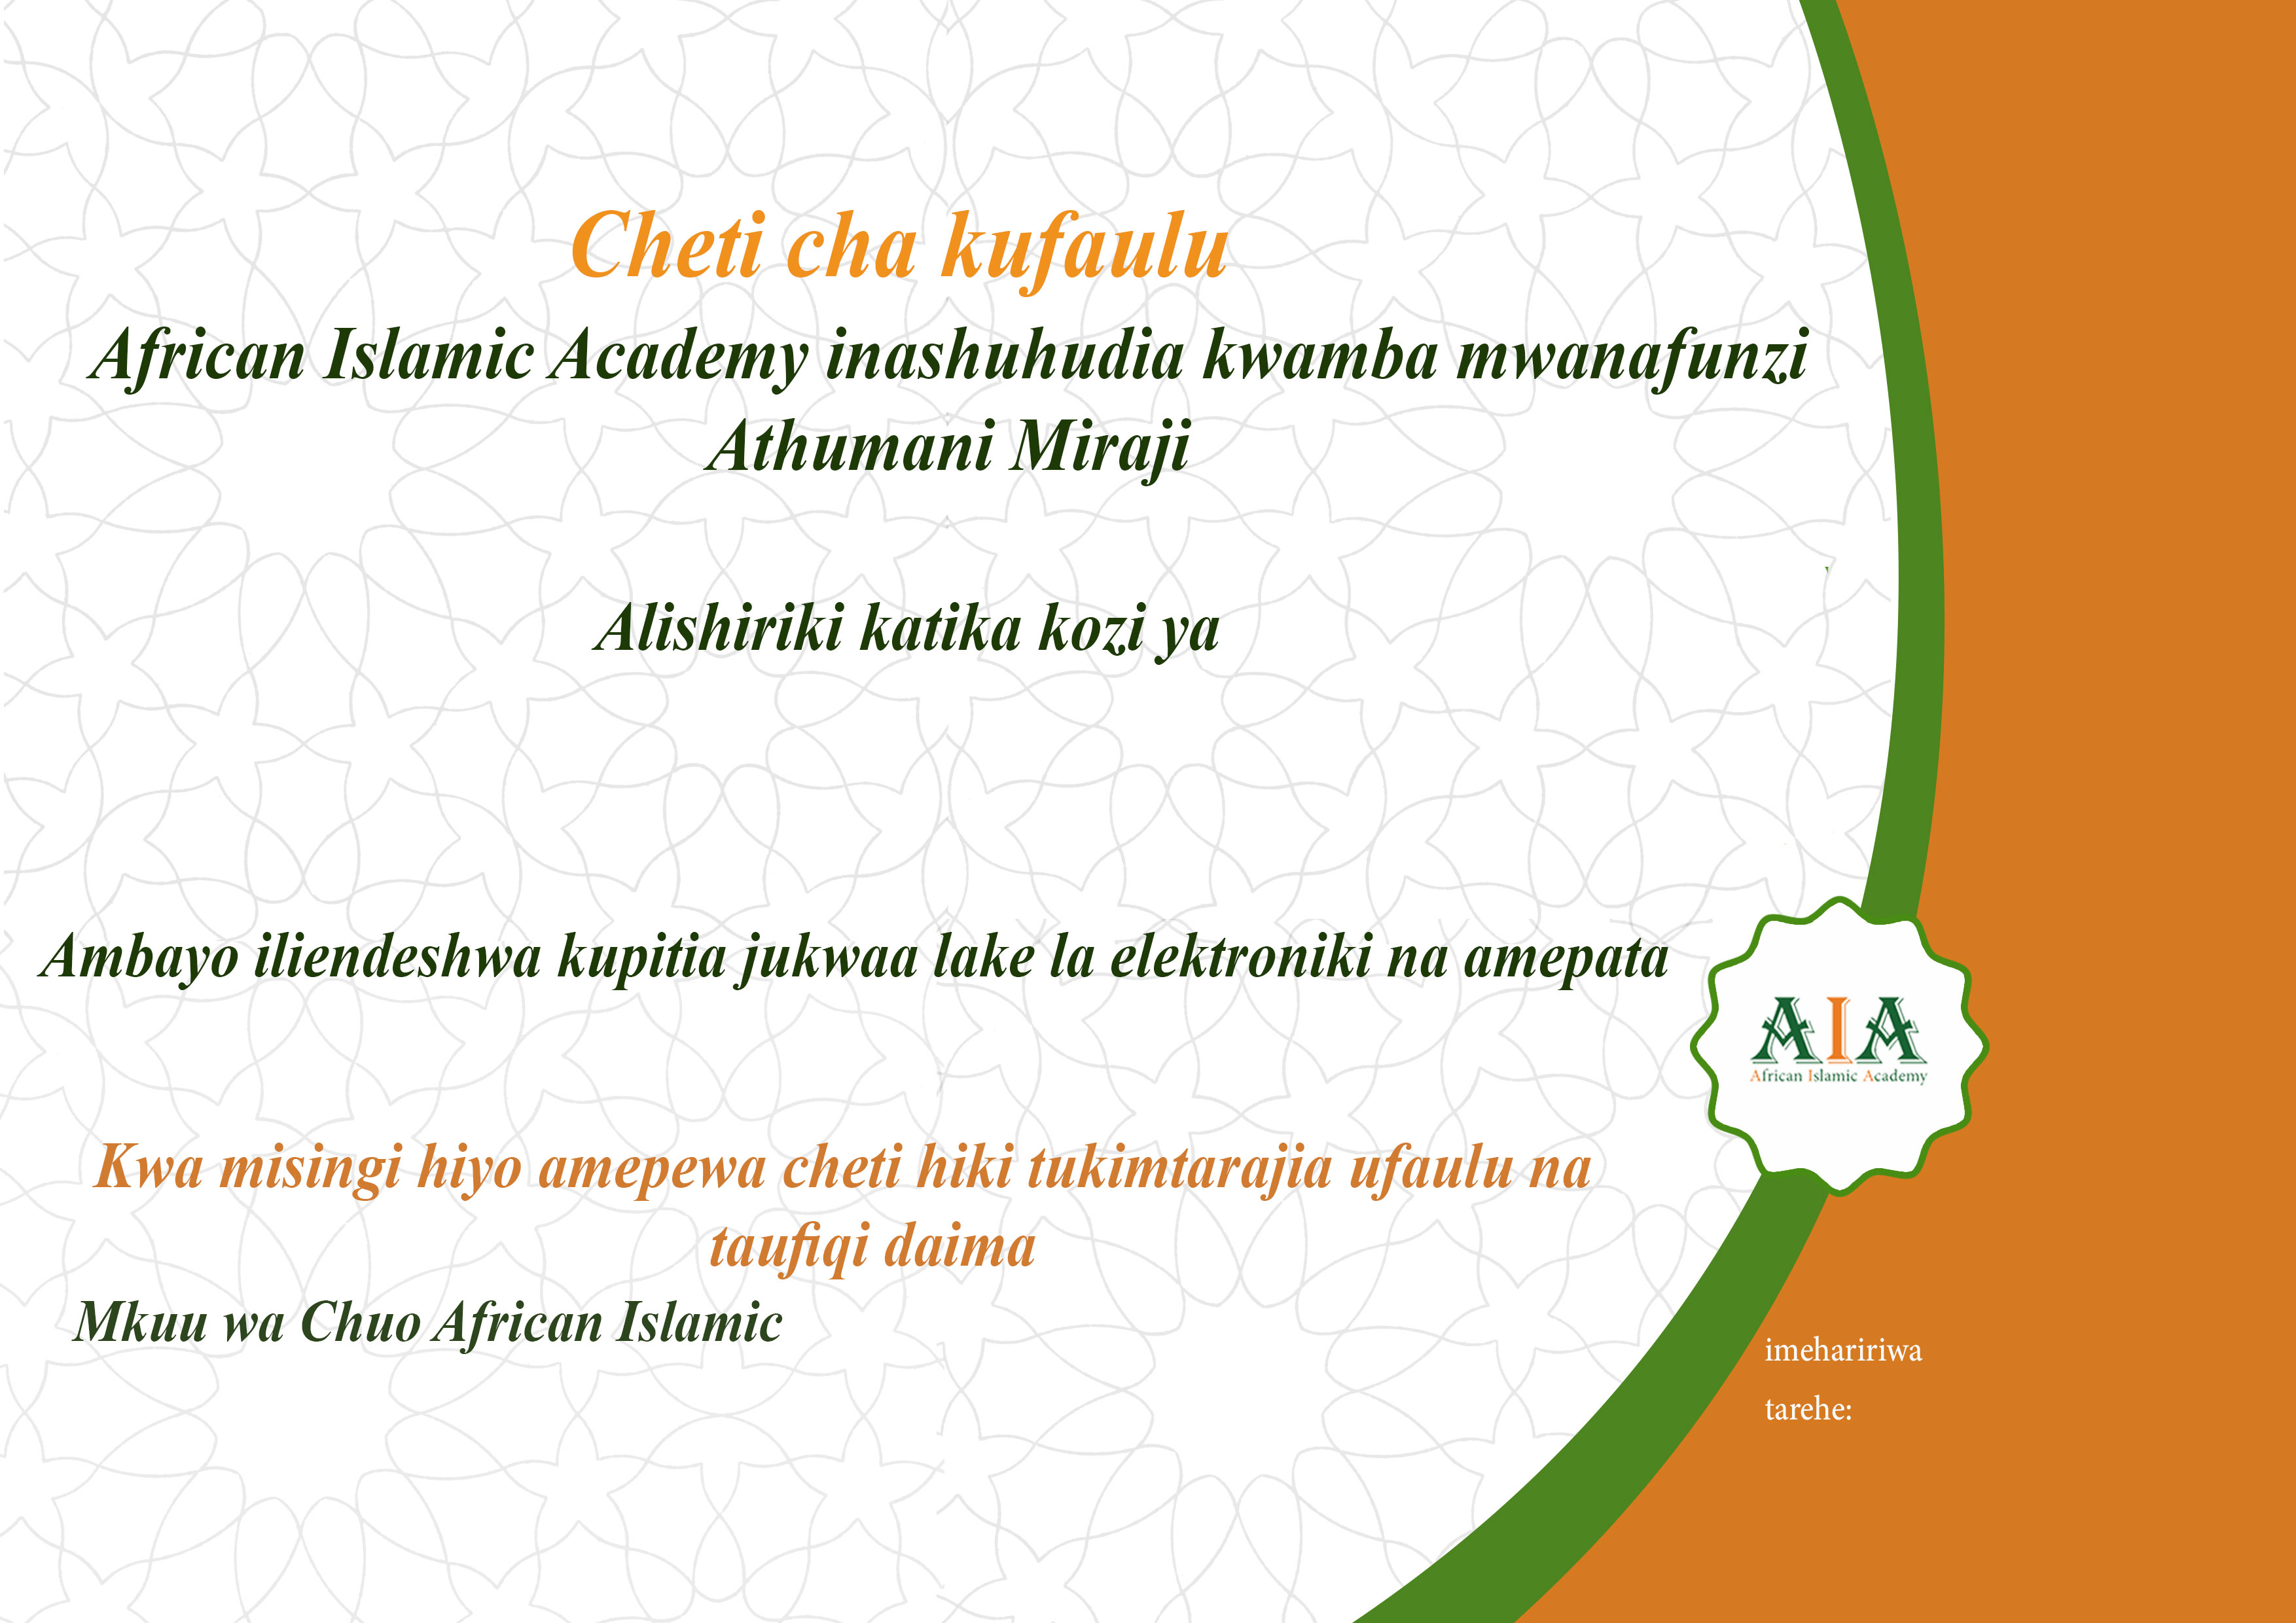 Cheti cha kufaulu
African Islamic Academy inashuhudia kwamba mwanafunzi
Athumani Miraji
Alishiriki katika kozi ya
Ambayo iliendeshwa kupitia jukwaa lake la elektroniki na amepata
AIA
African Islamic Academy
Kwa misingi hiyo amepewa cheti hiki tukimtarajia ufaulu na
taufiqi daima
Mkuu wa Chuo African Islamic
imehaririwa
tarehe: